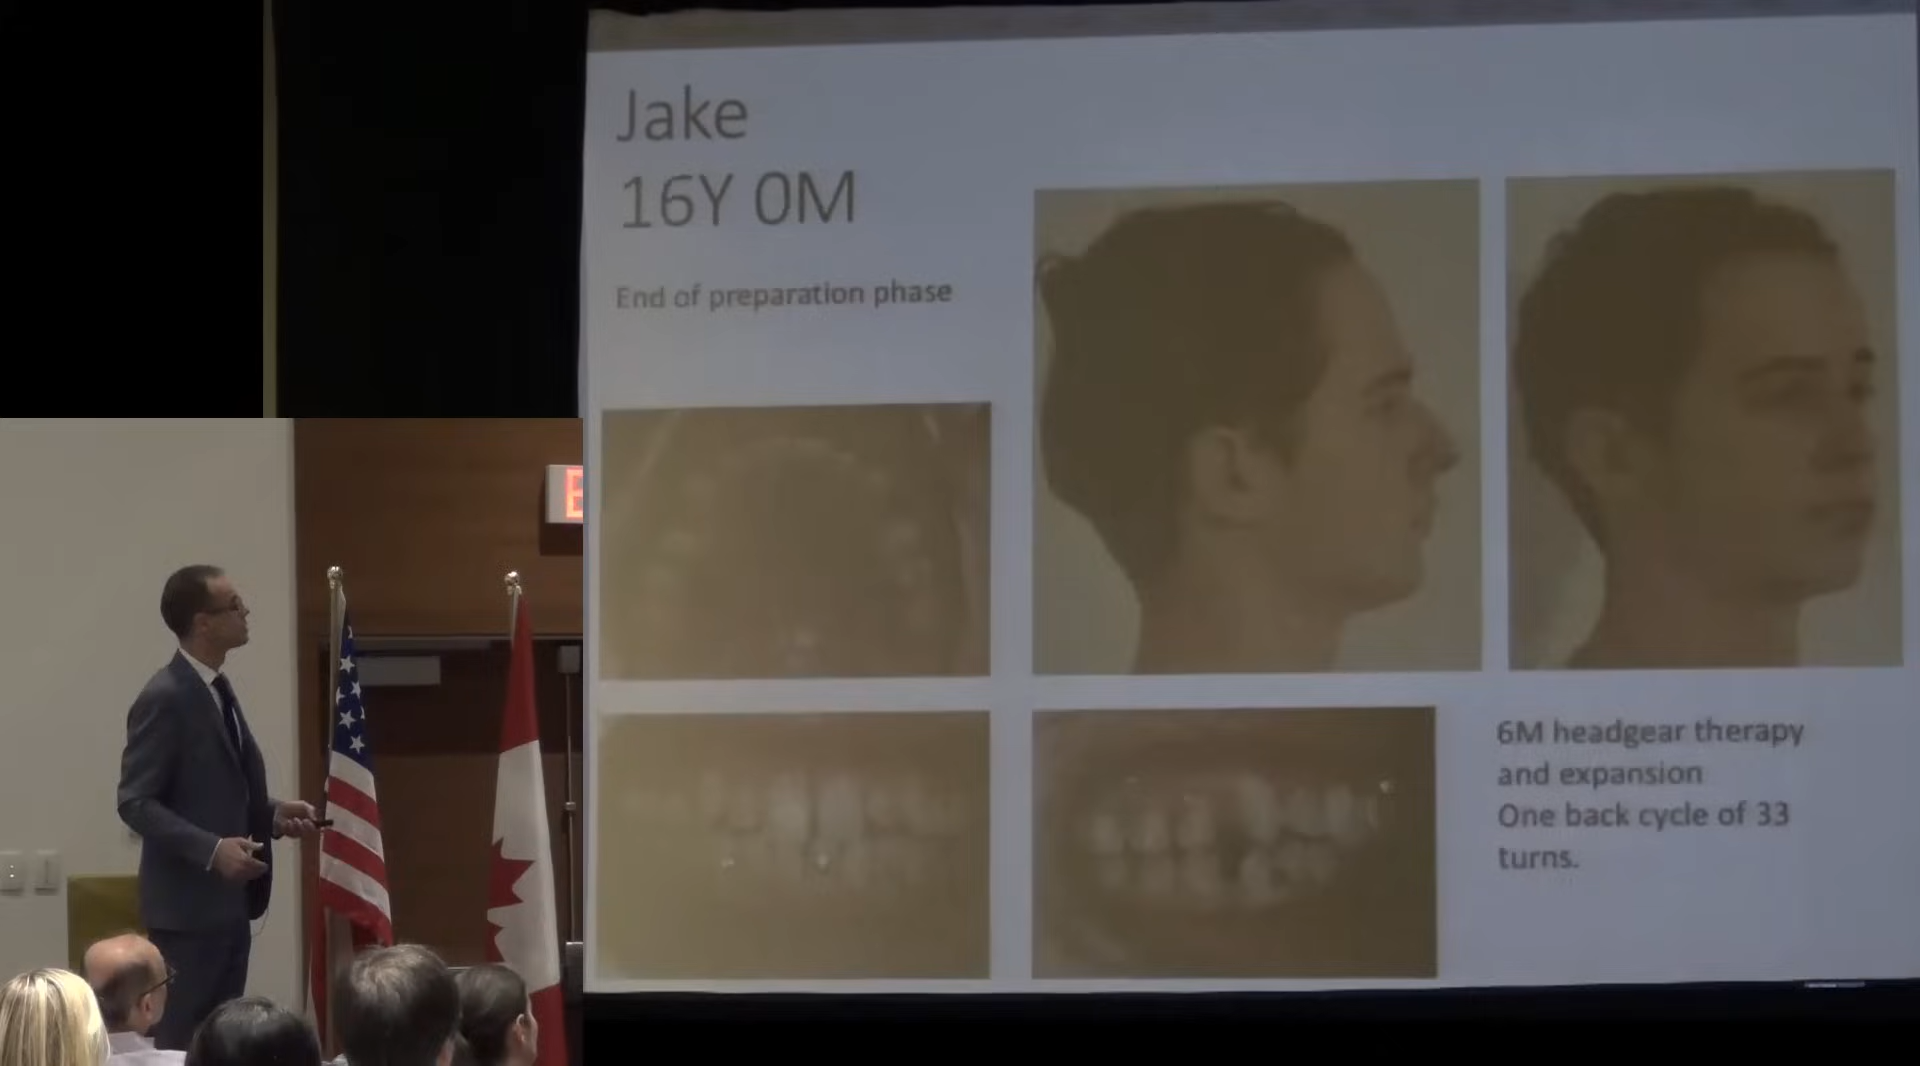 Jake
16Y 0M
End of preparation phase
6M headgear therapy
and expansion
One back cycle of 33
turns.
E